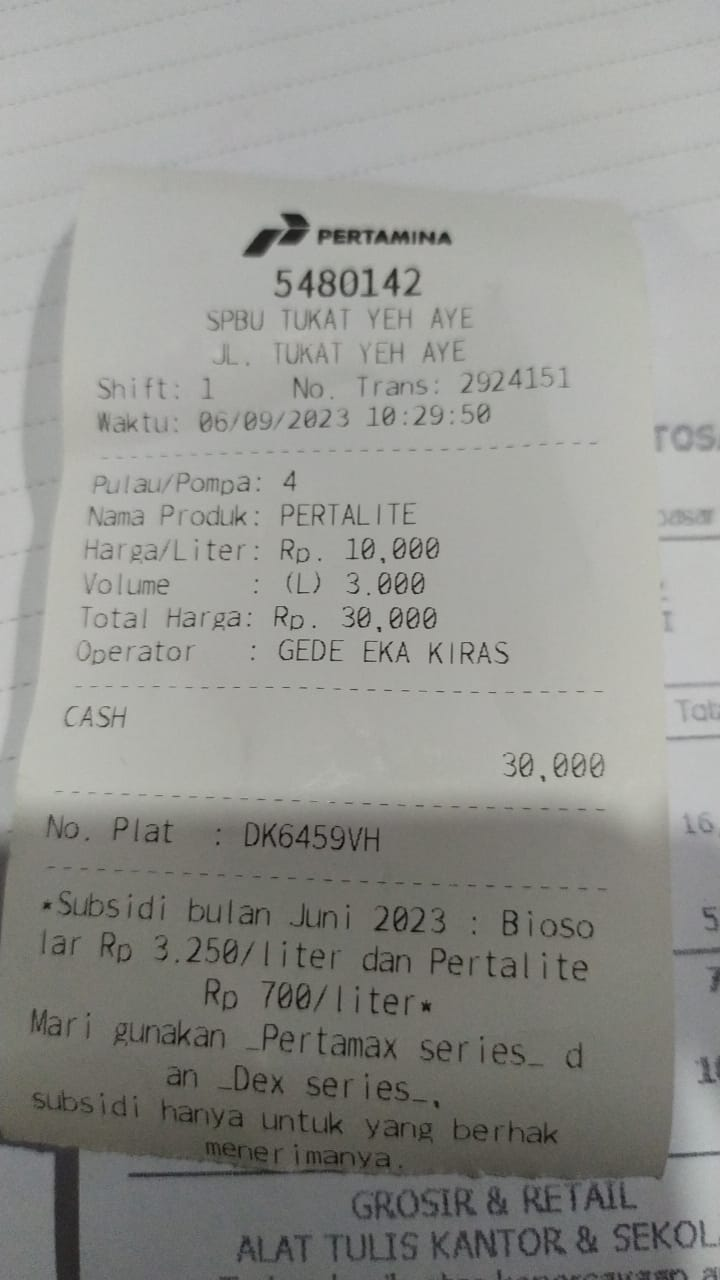 PERTAMINA
5480142
SPBU TUKAT YEH AYE
JL. TUKAT YEH AYE
Shift: 1 No. Trans: 2924151
Waktu: 06/09/2023 10:29:50
Pulau/Pompa: 4
Nama Produk: PERTALITE
Harga/Liter: Rp. 10,000
Volume : (L) 3.000
Total Harga: Rp. 30,000
Operator : GEDE EKA KIRAS
CASH
30,000
No. Plat : DK6459VH
*Subsidi bulan Juni 2023 : Bioso
lar Rp 3.250/liter dan Pertalite
Rp 700/liter*
Mari gunakan _Pertamax series_ d
an _Dex series_.
subsidi hanya untuk yang berhak
menerimanya.
GROSIR & RETAIL
ALAT TULIS KANTOR & SEKOL